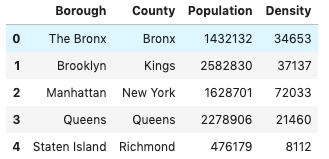 Borough County Population Density
0 The Bronx Bronx 1432132 34653
1 Brooklyn Kings 2582830 37137
2 Manhattan New York 1628701 72033
3 Queens Queens 2278906 21460
4 Staten Island Richmond 476179 8112